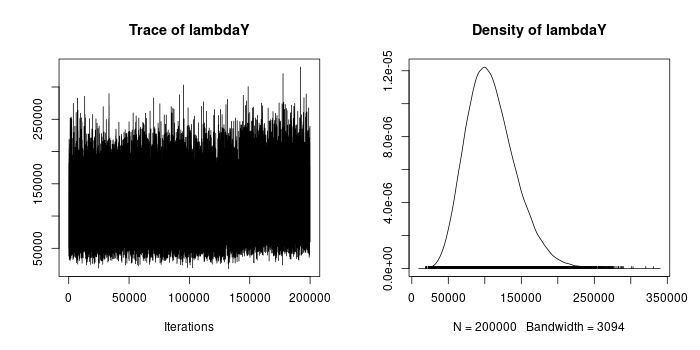 Trace of lambdaY
50000 150000 250000
0 50000 100000 150000 200000
Iterations
Density of lambdaY
0.0e+00 4.0e-06 8.0e-06 1.2e-05
0 50000 150000 250000 350000
N = 200000 Bandwidth = 3094